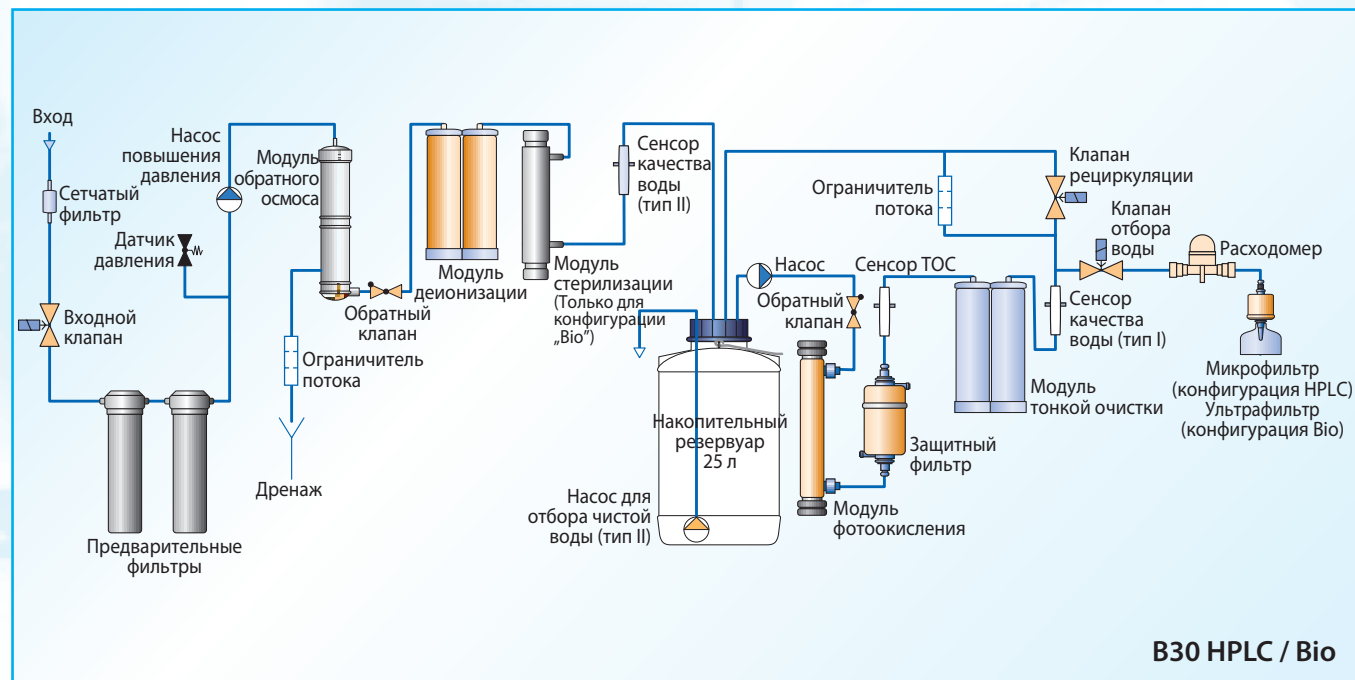 Вход
Сетчатый
фильтр
Входной
клапан
Предварительные
фильтры
Датчик
давления
Насос
повышения
давления
Модуль
обратного
осмоса
Ограничитель
потока
Дренаж
Обратный
клапан
Модуль
деионизации
Модуль
стерилизации
(Только для
конфигурации
„Bio”)
Сенсор
качества
воды
(тип II)
Накопительный
резервуар
25 л
Насос для
отбора чистой
воды (тип II)
Насос
Обратный
клапан
Модуль
фотоокисления
Защитный
фильтр
Сенсор TOC
Модуль
тонкой очистки
Сенсор
качества
воды (тип I)
Ограничитель
потока
Клапан
рециркуляции
Клапан
отбора
воды
Расходомер
Микрофильтр
(конфигурация HPLC)
Ультрафильтр
(конфигурация Bio)
B30 HPLC / Bio